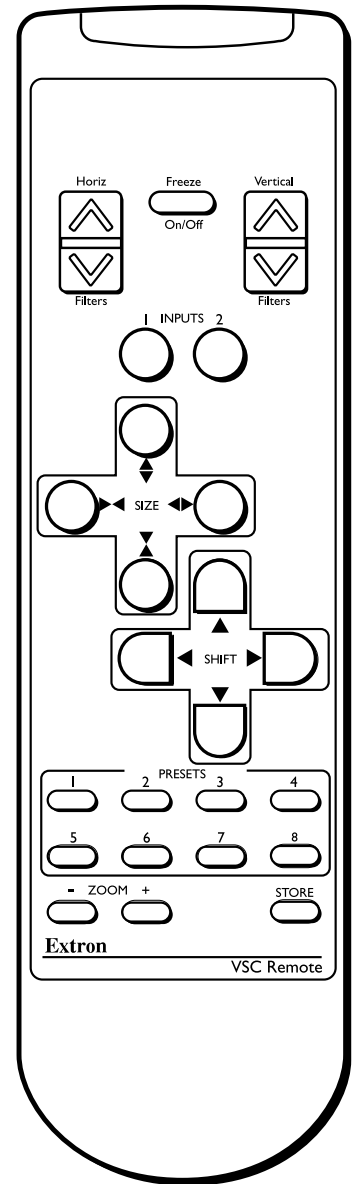 Horiz Freeze Vertical
On/Off
Filters Filters
1 INPUTS 2
SIZE
SHIFT
PRESETS
1 2 3 4
5 6 7 8
- ZOOM + STORE
Extron
VSC Remote